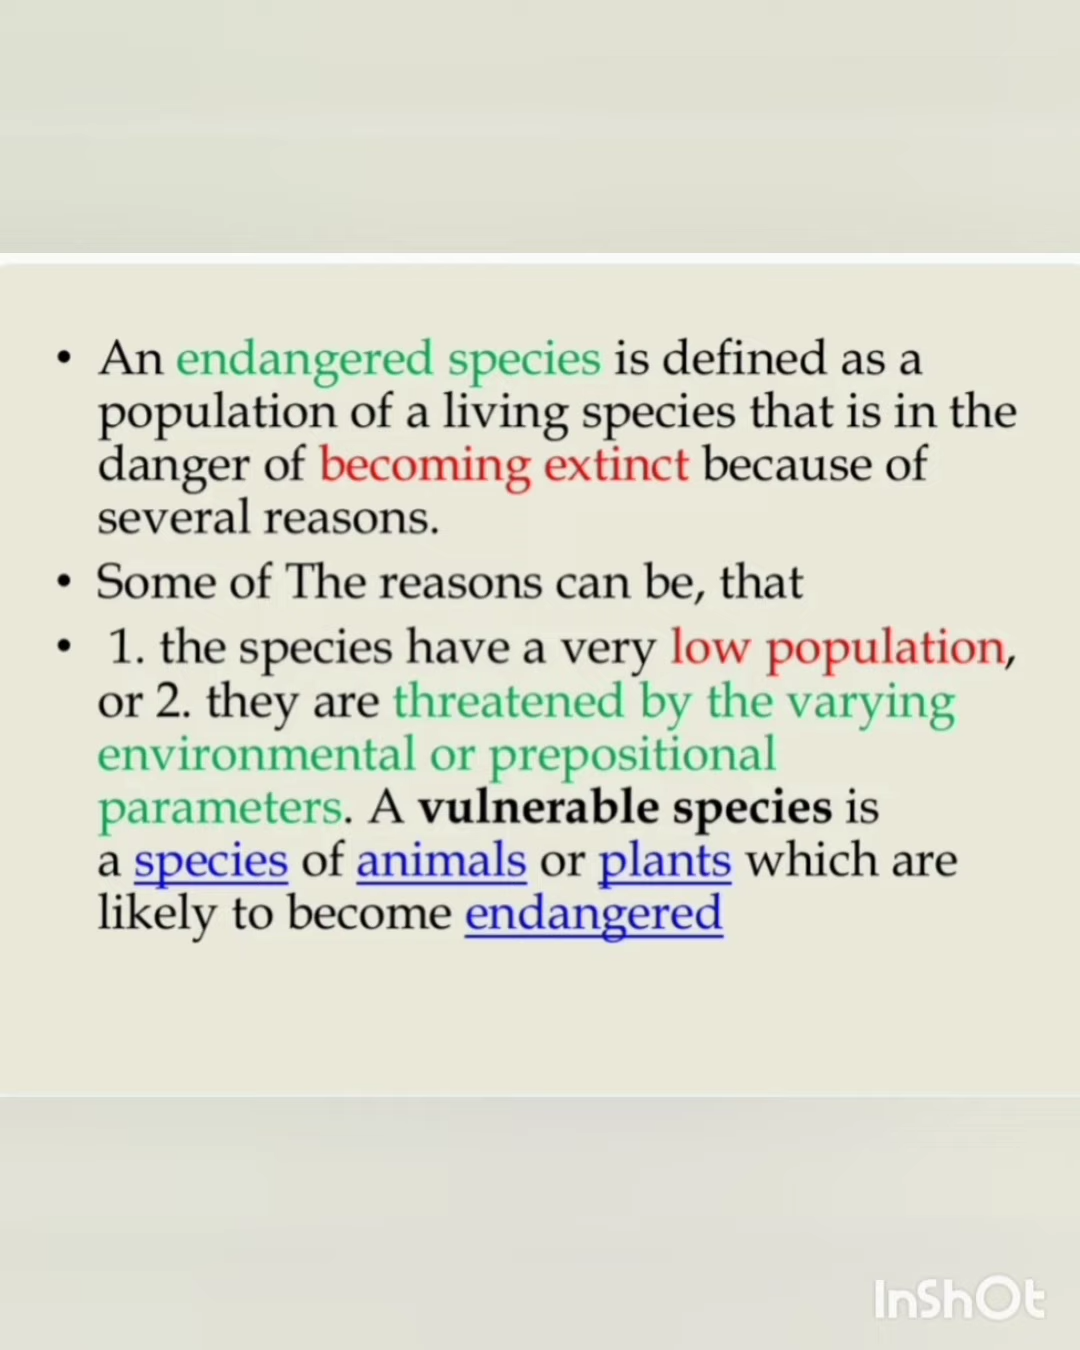 • An endangered species is defined as a
population of a living species that is in the
danger of becoming extinct because of
several reasons.
• Some of The reasons can be, that
• 1. the species have a very low population,
or 2. they are threatened by the varying
environmental or prepositional
parameters. A vulnerable species is
a species of animals or plants which are
likely to become endangered
InShOt